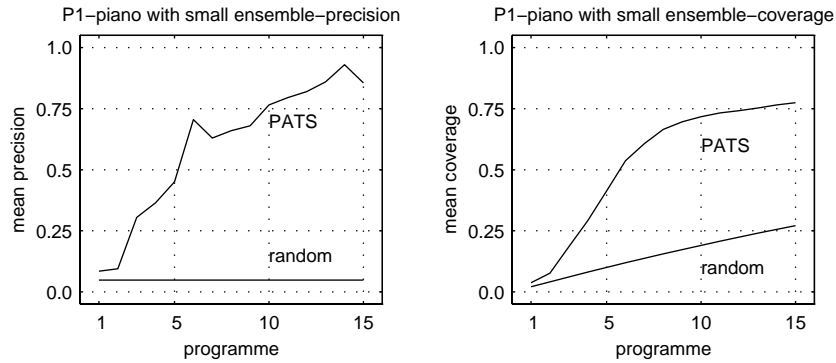 P1−piano with small ensemble−precision
1.0
0.75
0.5
0.25
0.0
mean precision
PATS
random
1
5
10
15
programme
P1−piano with small ensemble−coverage
1.0
0.75
0.5
0.25
0.0
mean coverage
PATS
random
1
5
10
15
programme